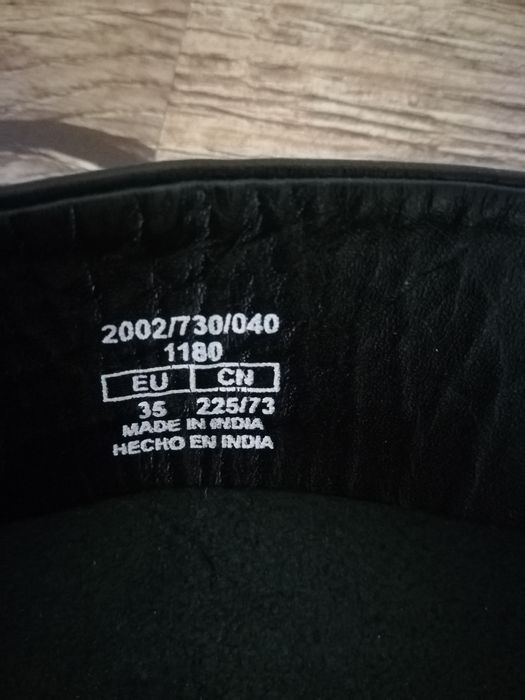 2002/730/040
1180
EU CN
35 225/73
MADE IN INDIA
HECHO EN INDIA